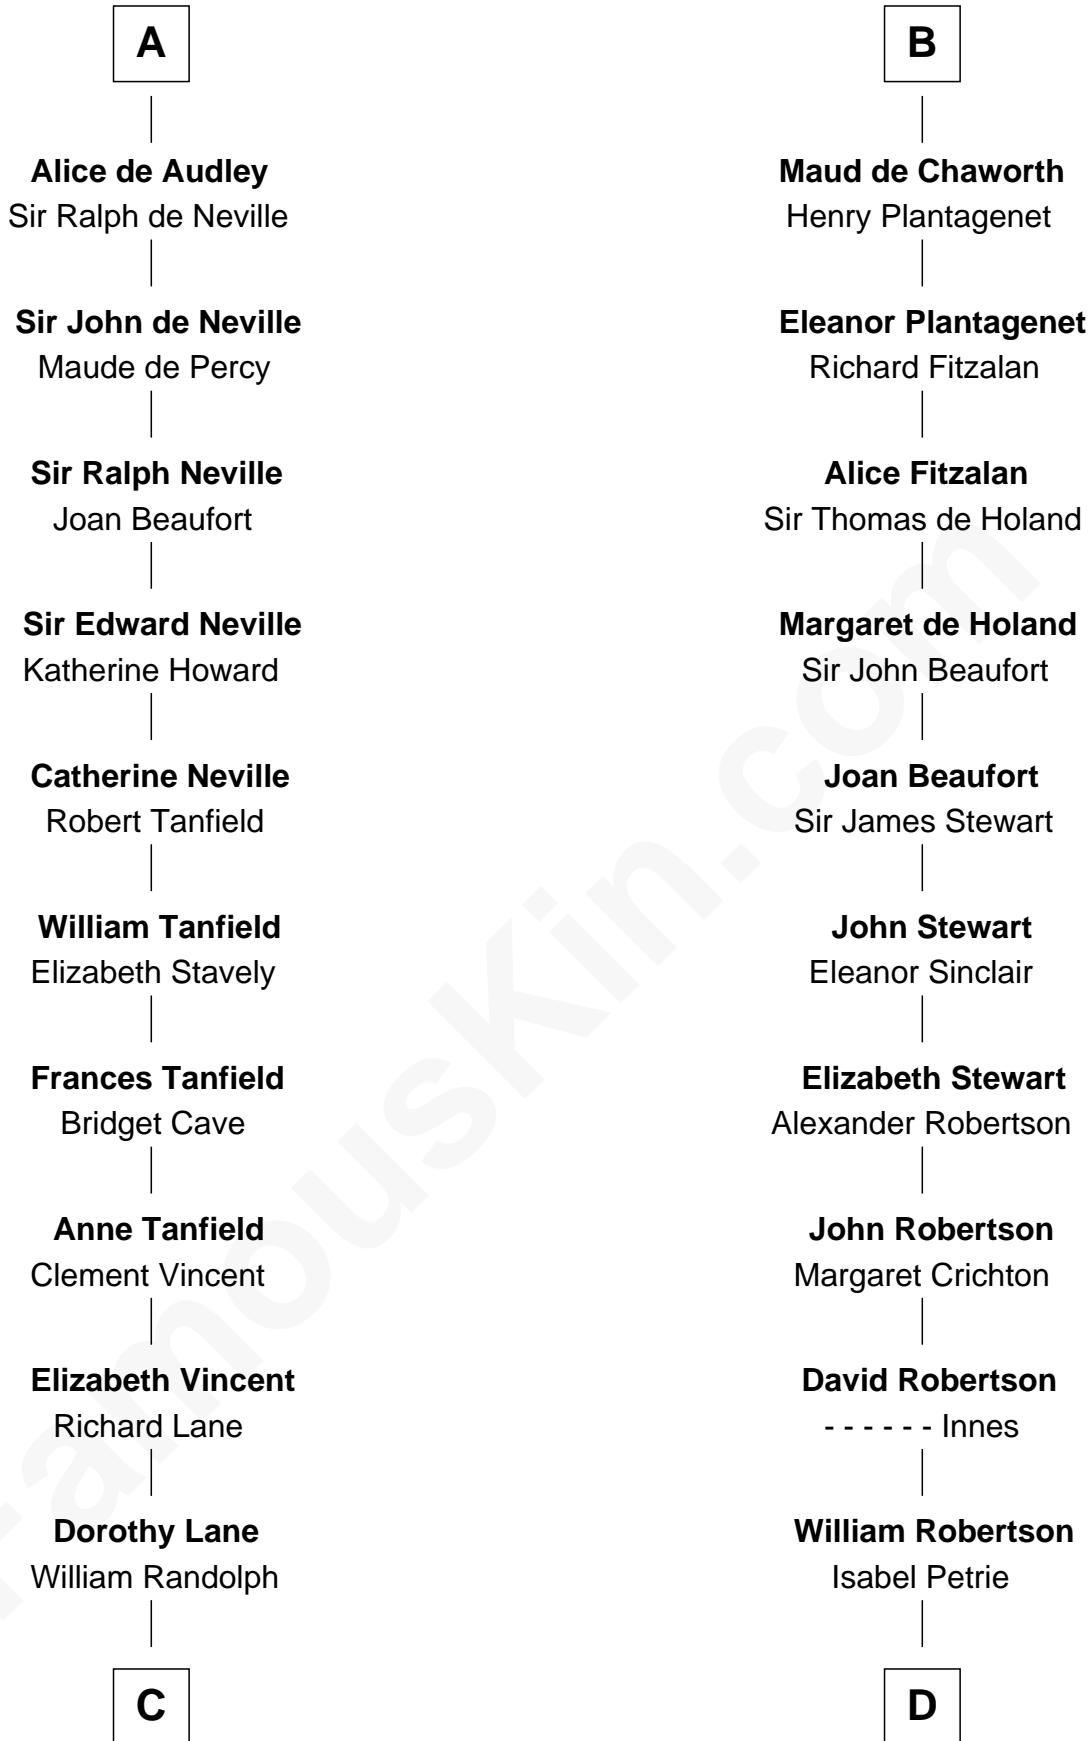 A
Alice de Audley
Sir Ralph de Neville
Sir John de Neville
Maude de Percy
Sir Ralph Neville
Joan Beaufort
Sir Edward Neville
Katherine Howard
Catherine Neville
Robert Tanfield
William Tanfield
Elizabeth Stavely
Frances Tanfield
Bridget Cave
Anne Tanfield
Clement Vincent
Elizabeth Vincent
Richard Lane
Dorothy Lane
William Randolph
C
B
Maud de Chaworth
Henry Plantagenet
Eleanor Plantagenet
Richard Fitzalan
Alice Fitzalan
Sir Thomas de Holand
Margaret de Holand
Sir John Beaufort
Joan Beaufort
Sir James Stewart
John Stewart
Eleanor Sinclair
Elizabeth Stewart
Alexander Robertson
John Robertson
Margaret Crichton
David Robertson
- - - - - - Innes
William Robertson
Isabel Petrie
D
FamousKin.com